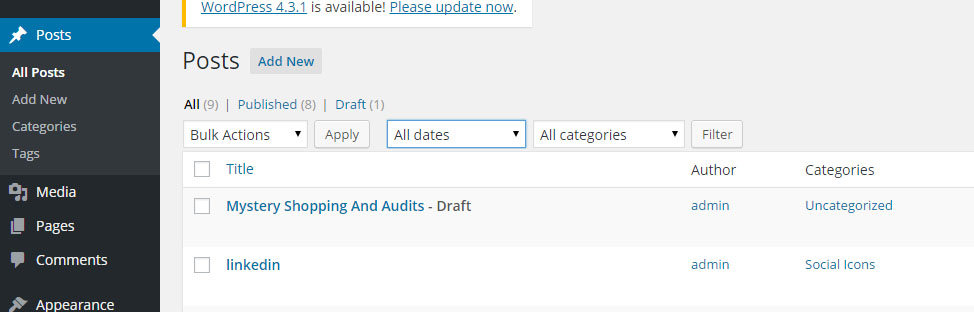 WordPress 4.3.1 is available! Please update now.
Posts
All Posts
Add New
Categories
Tags
Media
Pages
Comments
Appearance
Posts Add New
All (9) | Published (8) | Draft (1)
Bulk Actions Apply All dates All categories Filter
Title Author Categories
Mystery Shopping And Audits - Draft admin Uncategorized
linkedin admin Social Icons